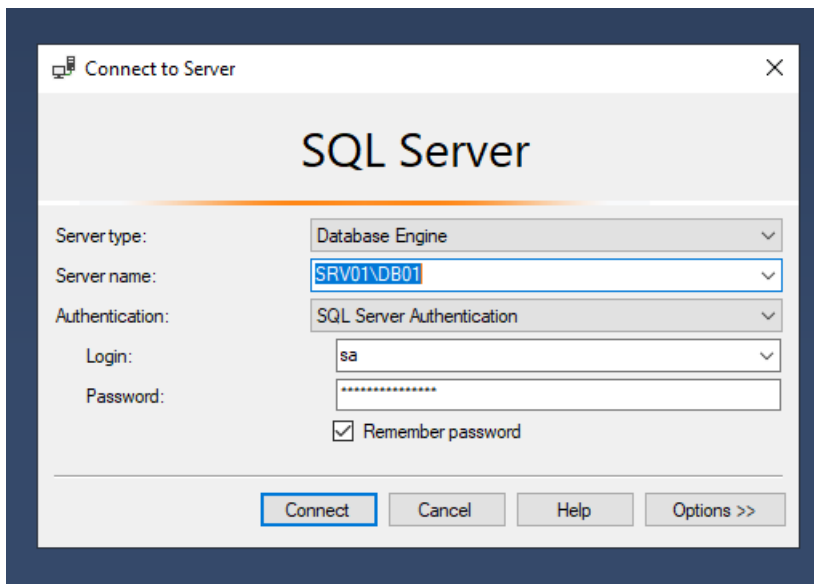 Connect to Server
SQL Server
Server type: Database Engine
Server name: SRV01\DB01
Authentication: SQL Server Authentication
Login: sa
Password: ***************
Remember password
Connect Cancel Help Options >>